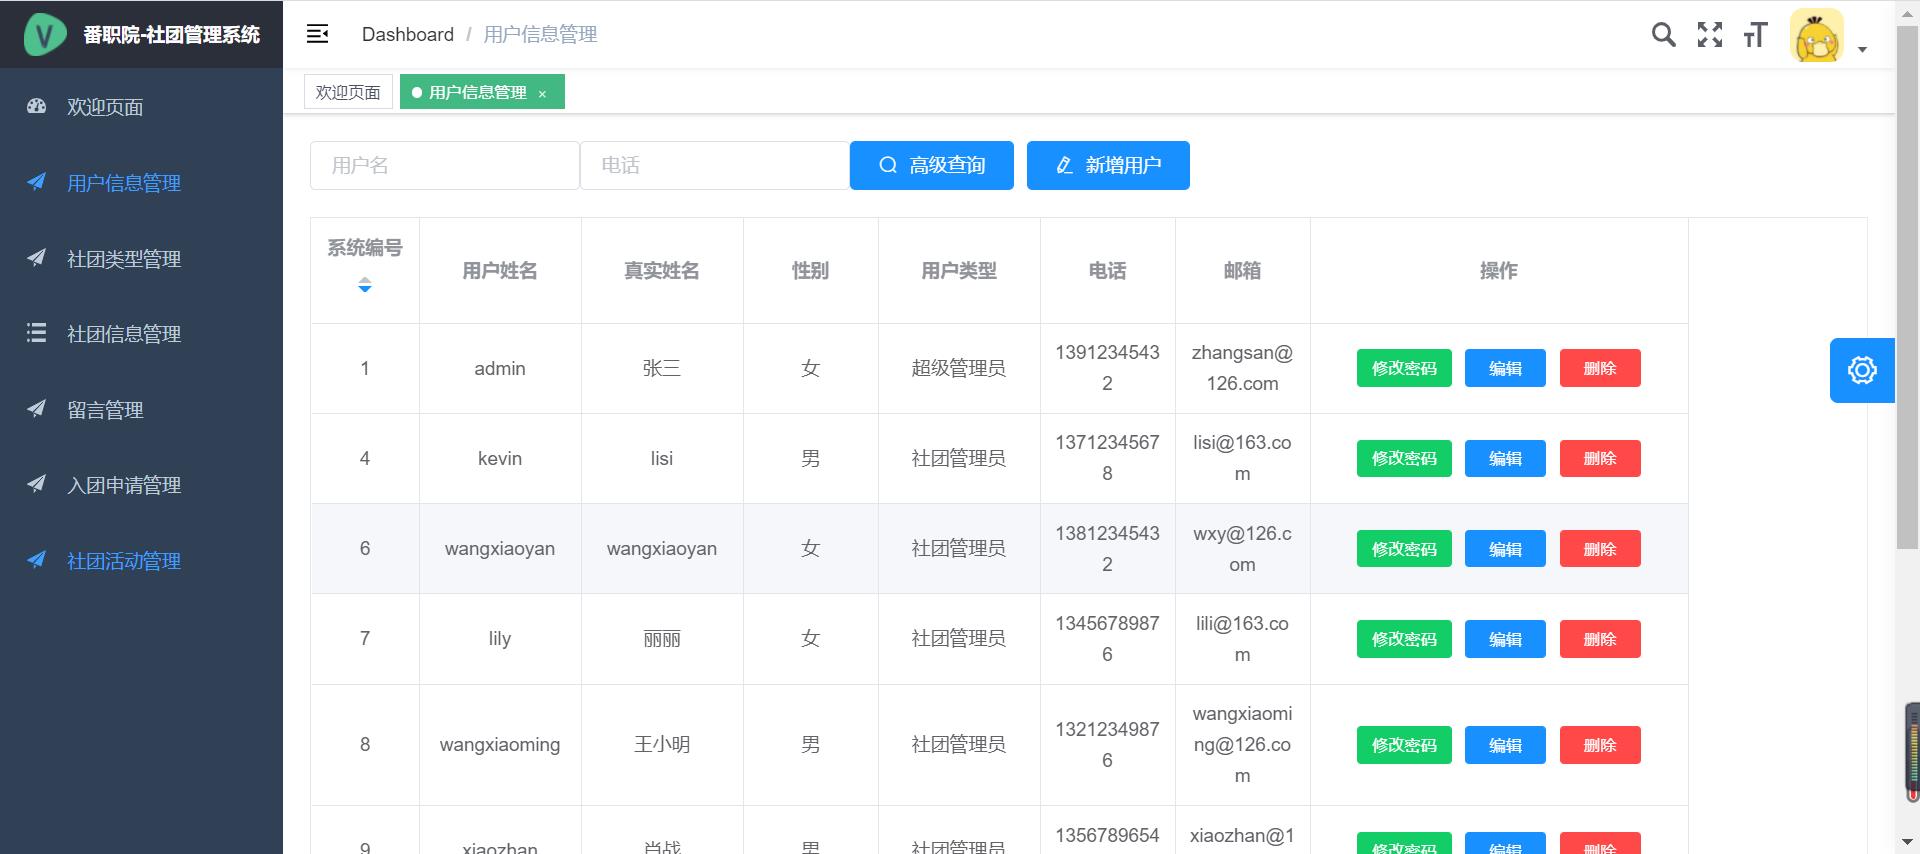 V 番职院-社团管理系统
Dashboard / 用户信息管理
欢迎页面
用户信息管理
社团类型管理
社团信息管理
留言管理
入团申请管理
社团活动管理
欢迎页面 用户信息管理 ×
用户名 电话 高级查询 新增用户
系统编号 用户姓名 真实姓名 性别 用户类型 电话 邮箱 操作
1 admin 张三 女 超级管理员 13912345432 zhangsan@126.com 修改密码 编辑 删除
4 kevin lisi 男 社团管理员 13712345678 lisi@163.com 修改密码 编辑 删除
6 wangxiaoyan wangxiaoyan 女 社团管理员 13812345432 wxy@126.com 修改密码 编辑 删除
7 lily 丽丽 女 社团管理员 13456789876 lili@163.com 修改密码 编辑 删除
8 wangxiaoming 王小明 男 社团管理员 13212349876 wangxiaoming@126.com 修改密码 编辑 删除
9 xiaozhan 肖战 男 社团管理员 1356789654 xiaozhan@1 修改密码 编辑 删除